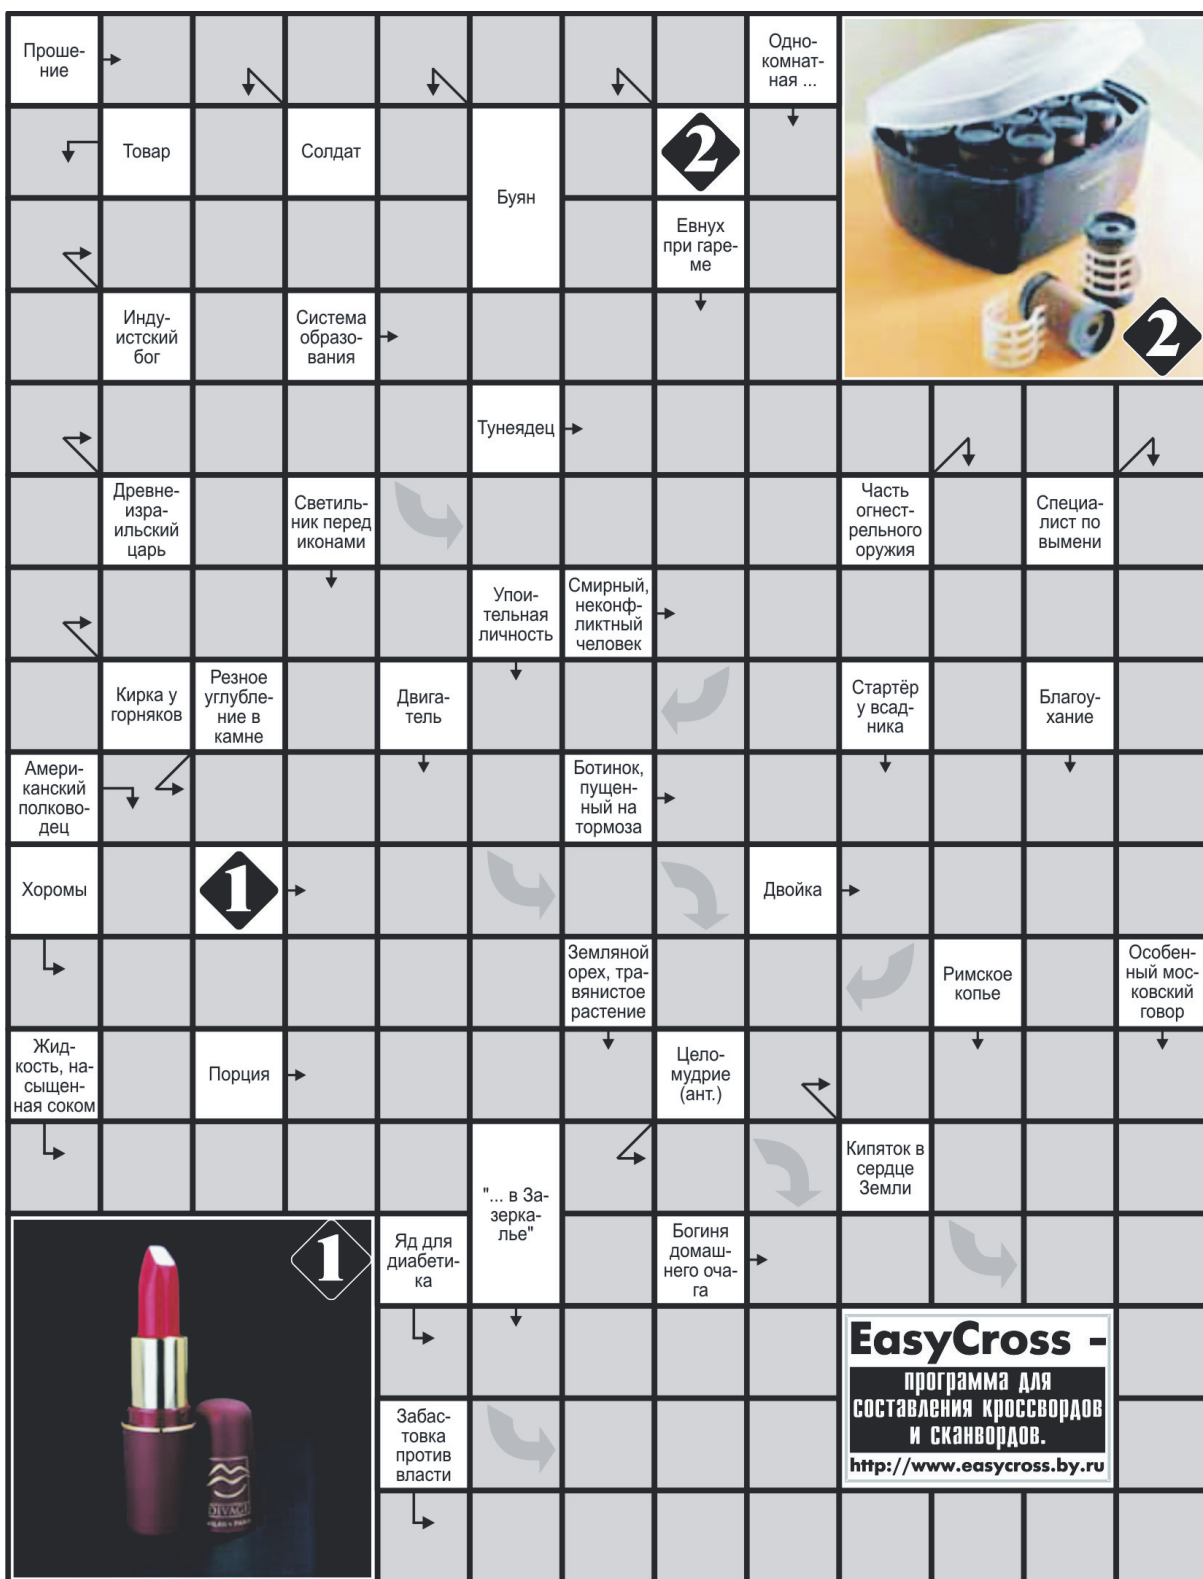 Проше-
ние
Одно-
комнат-
ная ...
Товар
Солдат
Буян
2
Евнух
при гаре-
ме
2
Инду-
истский
бог
Система
образо-
вания
Тунеядец
Древне-
изра-
ильский
царь
Светиль-
ник перед
иконами
Часть
огнест-
рельного
оружия
Специа-
лист по
вымени
Упои-
тельная
личность
Смирный,
неконф-
ликтный
человек
Кирка у
горняков
Резное
углубле-
ние в
камне
Двига-
тель
Стартёр
у всад-
ника
Благоу-
хание
Амери-
канский
полково-
дец
Ботинок,
пущен-
ный на
тормоза
Хоромы
1
Двойка
Земляной
орех, тра-
вянистое
растение
Римское
копье
Особен-
ный мос-
ковский
говор
Жид-
кость, на-
сыщен-
ная соком
Порция
Цело-
мудрие
(ант.)
"... в За-
зерка-
лье"
Кипяток в
сердце
Земли
1
Яд для
диабети-
ка
Богиня
домаш-
него оча-
га
EasyCross -
программа для
составления кроссвордов
и сканвордов.
http://www.easycross.by.ru
Забас-
товка
против
власти
DIVAGE